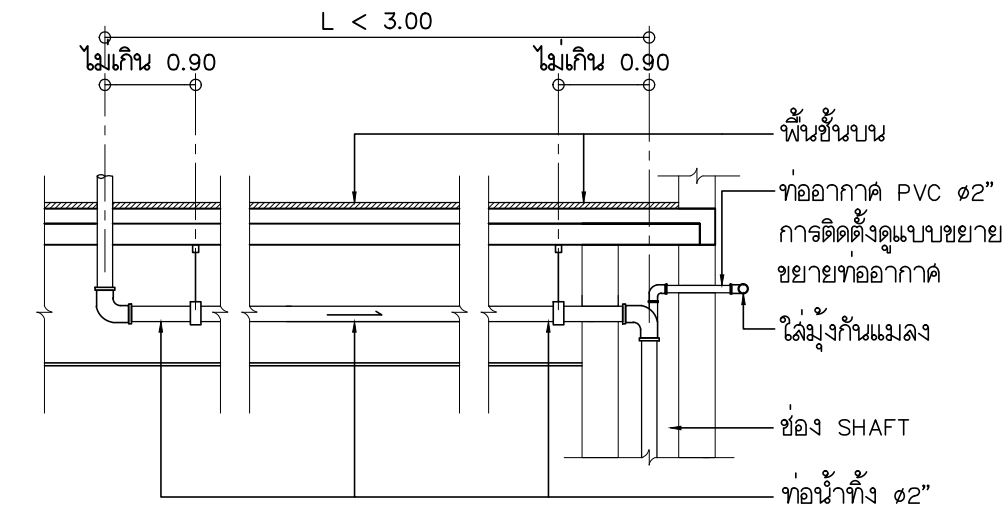 L < 3.00
ไม่เกิน 0.90
ไม่เกิน 0.90
พื้นชั้นบน
ท่ออากาศ PVC ø2"
การติดตั้งดูแบบขยาย
ขยายท่ออากาศ
ใส่มุ้งกันแมลง
ช่อง SHAFT
ท่อน้ำทิ้ง ø2"